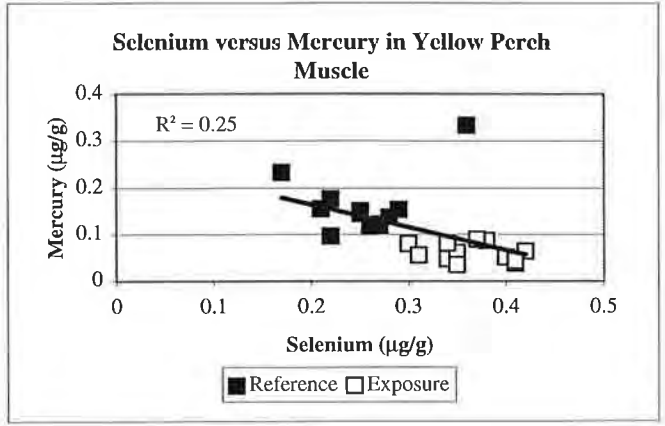 Selenium versus Mercury in Yellow Perch
Muscle
0.4
R² = 0.25
0.3
0.2
0.1
0
Mercury (µg/g)
0 0.1 0.2 0.3 0.4 0.5
Selenium (µg/g)
Reference Exposure